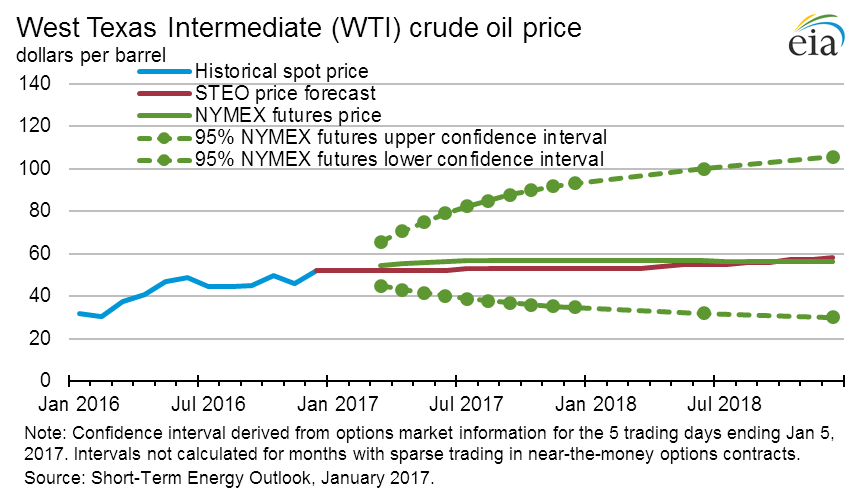 West Texas Intermediate (WTI) crude oil price
dollars per barrel
eia
Historical spot price
STEO price forecast
NYMEX futures price
95% NYMEX futures upper confidence interval
95% NYMEX futures lower confidence interval
140
120
100
80
60
40
20
0
Jan 2016 Jul 2016 Jan 2017 Jul 2017 Jan 2018 Jul 2018
Note: Confidence interval derived from options market information for the 5 trading days ending Jan 5,
2017. Intervals not calculated for months with sparse trading in near-the-money options contracts.
Source: Short-Term Energy Outlook, January 2017.